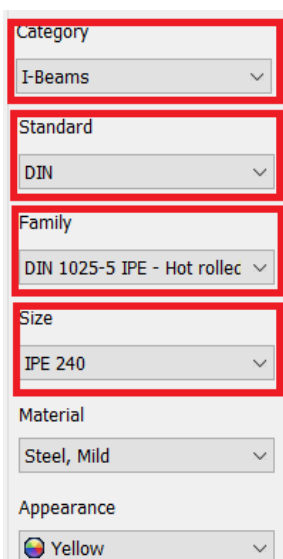 Category
I-Beams
Standard
DIN
Family
DIN 1025-5 IPE - Hot rollec
Size
IPE 240
Material
Steel, Mild
Appearance
Yellow